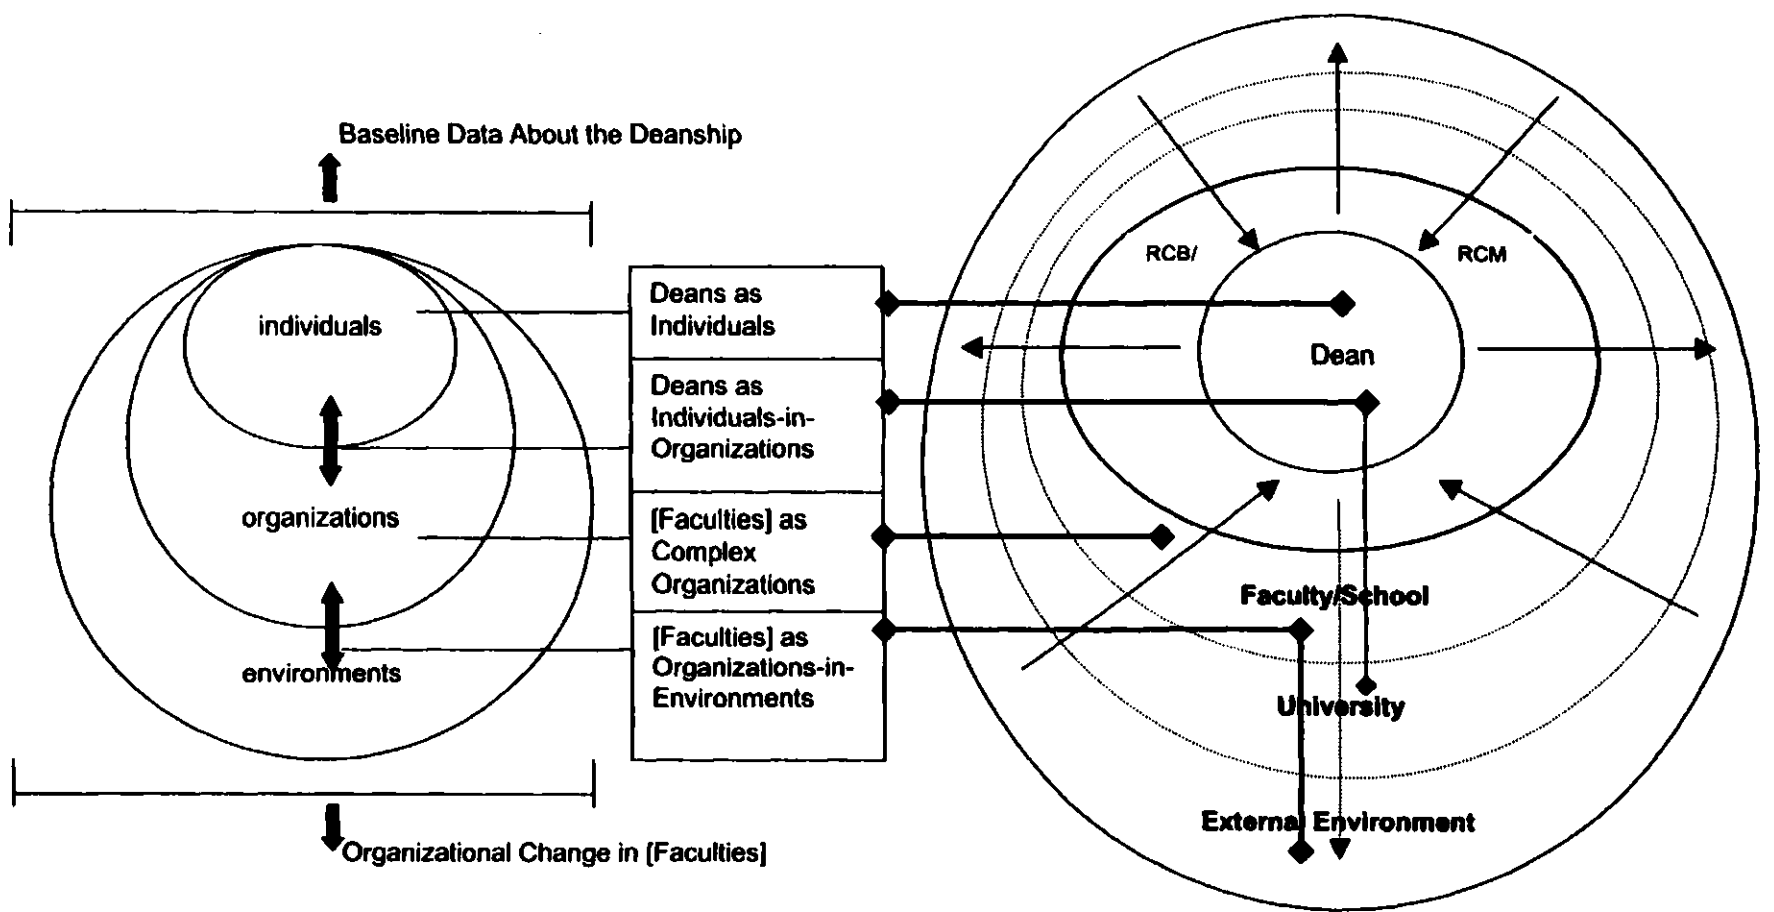 Baseline Data About the Deanship
individuals
organizations
environments
Organizational Change in [Faculties]
Deans as
Individuals
Deans as
Individuals-in-
Organizations
[Faculties] as
Complex
Organizations
[Faculties] as
Organizations-in-
Environments
RCB/
RCM
Dean
Faculty/School
University
External Environment